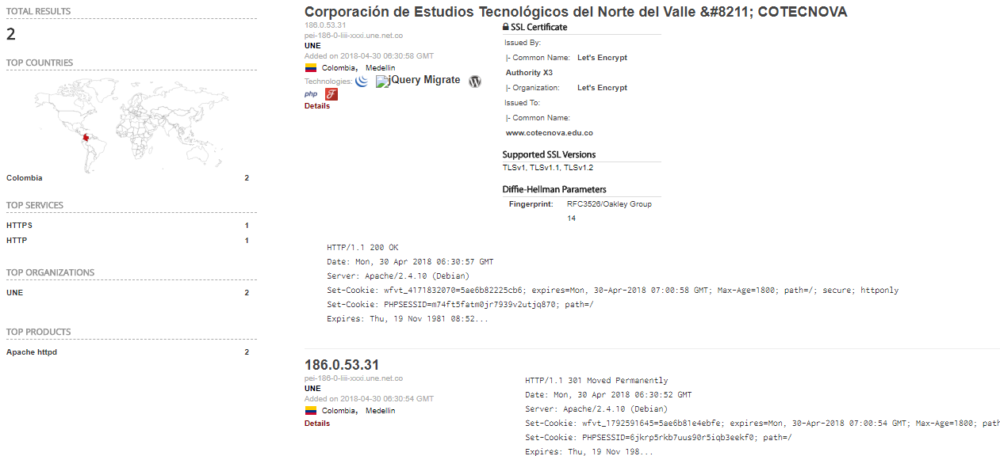 TOTAL RESULTS
2
TOP COUNTRIES
Colombia 2
TOP SERVICES
HTTPS 1
HTTP 1
TOP ORGANIZATIONS
UNE 2
TOP PRODUCTS
Apache httpd 2
Corporación de Estudios Tecnológicos del Norte del Valle &#8211; COTECNOVA
186.0.53.31
pei-186-0-liii-xxxi.une.net.co
UNE
Added on 2018-04-30 06:30:58 GMT
Colombia, Medellin
Technologies: jQuery Migrate
php
Details
SSL Certificate
Issued By:
|- Common Name: Let's Encrypt
Authority X3
|- Organization: Let's Encrypt
Issued To:
|- Common Name:
www.cotecnova.edu.co
Supported SSL Versions
TLSv1, TLSv1.1, TLSv1.2
Diffie-Hellman Parameters
Fingerprint: RFC3526/Oakley Group
14
HTTP/1.1 200 OK
Date: Mon, 30 Apr 2018 06:30:57 GMT
Server: Apache/2.4.10 (Debian)
Set-Cookie: wfvt_4171832070=5ae6b82225cb6; expires=Mon, 30-Apr-2018 07:00:58 GMT; Max-Age=1800; path=/; secure; httponly
Set-Cookie: PHPSESSID=m74ft5fatm0jr7939v2utjq870; path=/
Expires: Thu, 19 Nov 1981 08:52...
186.0.53.31
pei-186-0-liii-xxxi.une.net.co
UNE
Added on 2018-04-30 06:30:54 GMT
Colombia, Medellin
Details
HTTP/1.1 301 Moved Permanently
Date: Mon, 30 Apr 2018 06:30:52 GMT
Server: Apache/2.4.10 (Debian)
Set-Cookie: wfvt_1792591645=5ae6b81e4ebfe; expires=Mon, 30-Apr-2018 07:00:54 GMT; Max-Age=1800; path
Set-Cookie: PHPSESSID=6jkrp5rkb7uus90r5iqb3eekf0; path=/
Expires: Thu, 19 Nov 198...